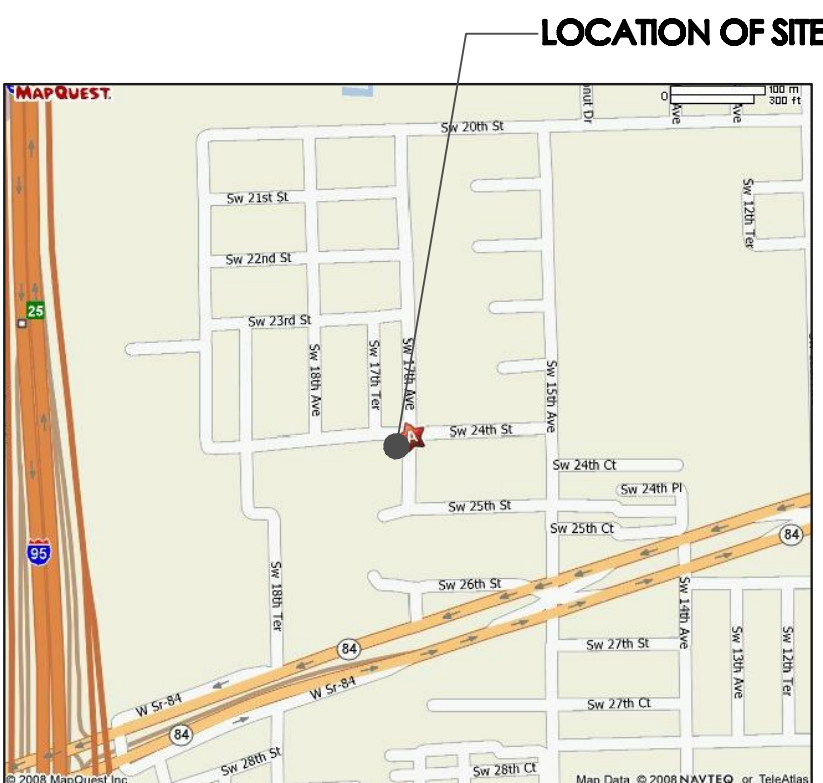 LOCATION OF SITE
MAPQUEST.
0
100 m
300 ft
nut Dr
Ave
Ave
Sw 20th St
Sw 21st St
Sw 12th Ter
Sw 22nd St
25
Sw 23rd St
Sw 18th Ave
Sw 17th Ter
Sw 17th Ave
Sw 15th Ave
A
Sw 24th St
Sw 24th Ct
Sw 24th Pl
Sw 25th St
Sw 25th Ct
84
95
Sw 18th Ter
Sw 26th St
Sw 14th Ave
Sw 13th Ave
Sw 12th Ter
84
Sw 27th St
W Sr-84
W Sr-84
Sw 27th Ct
84
Sw 28th St
Sw 28th Ct
© 2008 MapQuest Inc
Map Data © 2008 NAVTEQ or TeleAtlas